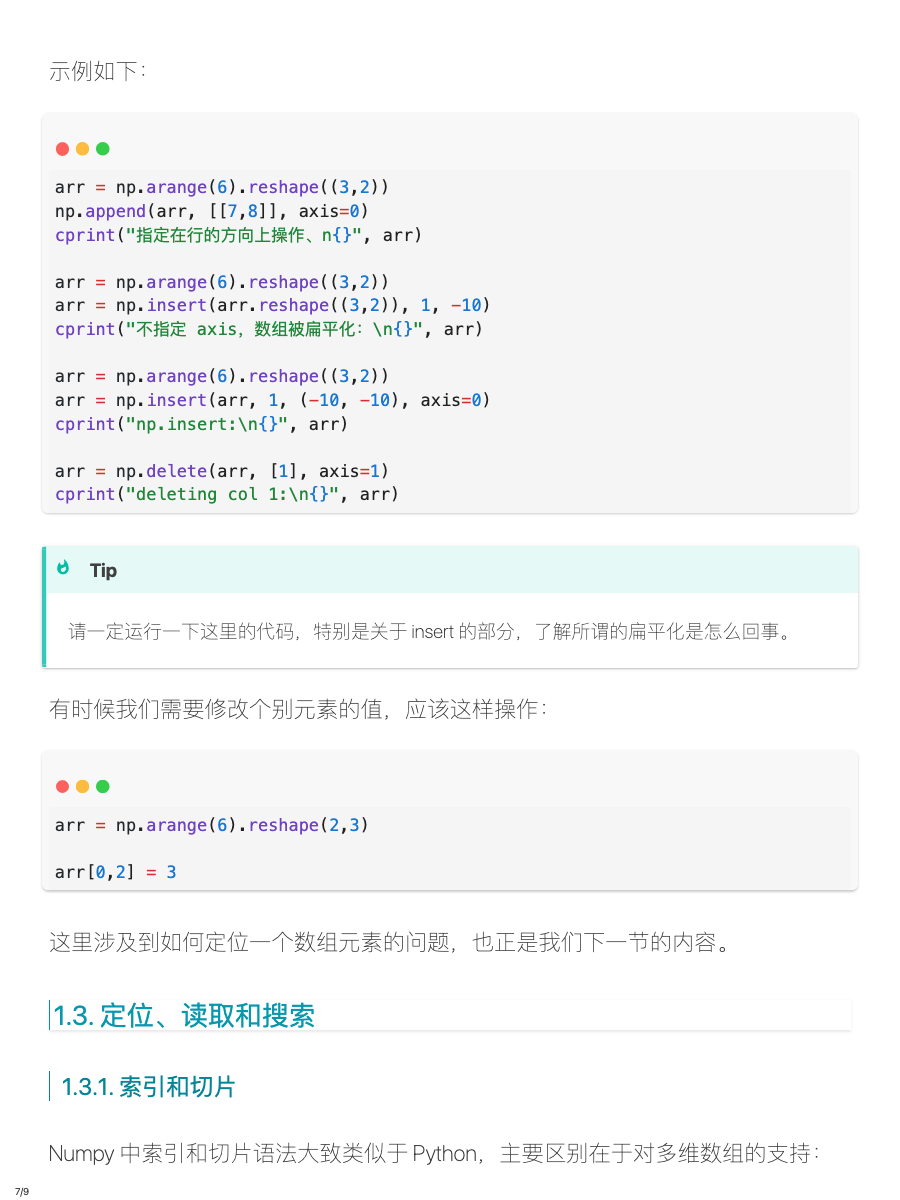 示例如下：
arr = np.arange(6).reshape((3,2))
np.append(arr, [[7,8]], axis=0)
cprint("指定在行的方向上操作、n{}", arr)
arr = np.arange(6).reshape((3,2))
arr = np.insert(arr.reshape((3,2)), 1, -10)
cprint("不指定 axis，数组被扁平化：\n{}", arr)
arr = np.arange(6).reshape((3,2))
arr = np.insert(arr, 1, (-10, -10), axis=0)
cprint("np.insert:\n{}", arr)
arr = np.delete(arr, [1], axis=1)
cprint("deleting col 1:\n{}", arr)
Tip
请一定运行一下这里的代码，特别是关于 insert 的部分，了解所谓的扁平化是怎么回事。
有时候我们需要修改个别元素的值，应该这样操作：
arr = np.arange(6).reshape(2,3)
arr[0,2] = 3
这里涉及到如何定位一个数组元素的问题，也正是我们下一节的内容。
1.3. 定位、读取和搜索
1.3.1. 索引和切片
Numpy 中索引和切片语法大致类似于 Python，主要区别在于对多维数组的支持：
7/9